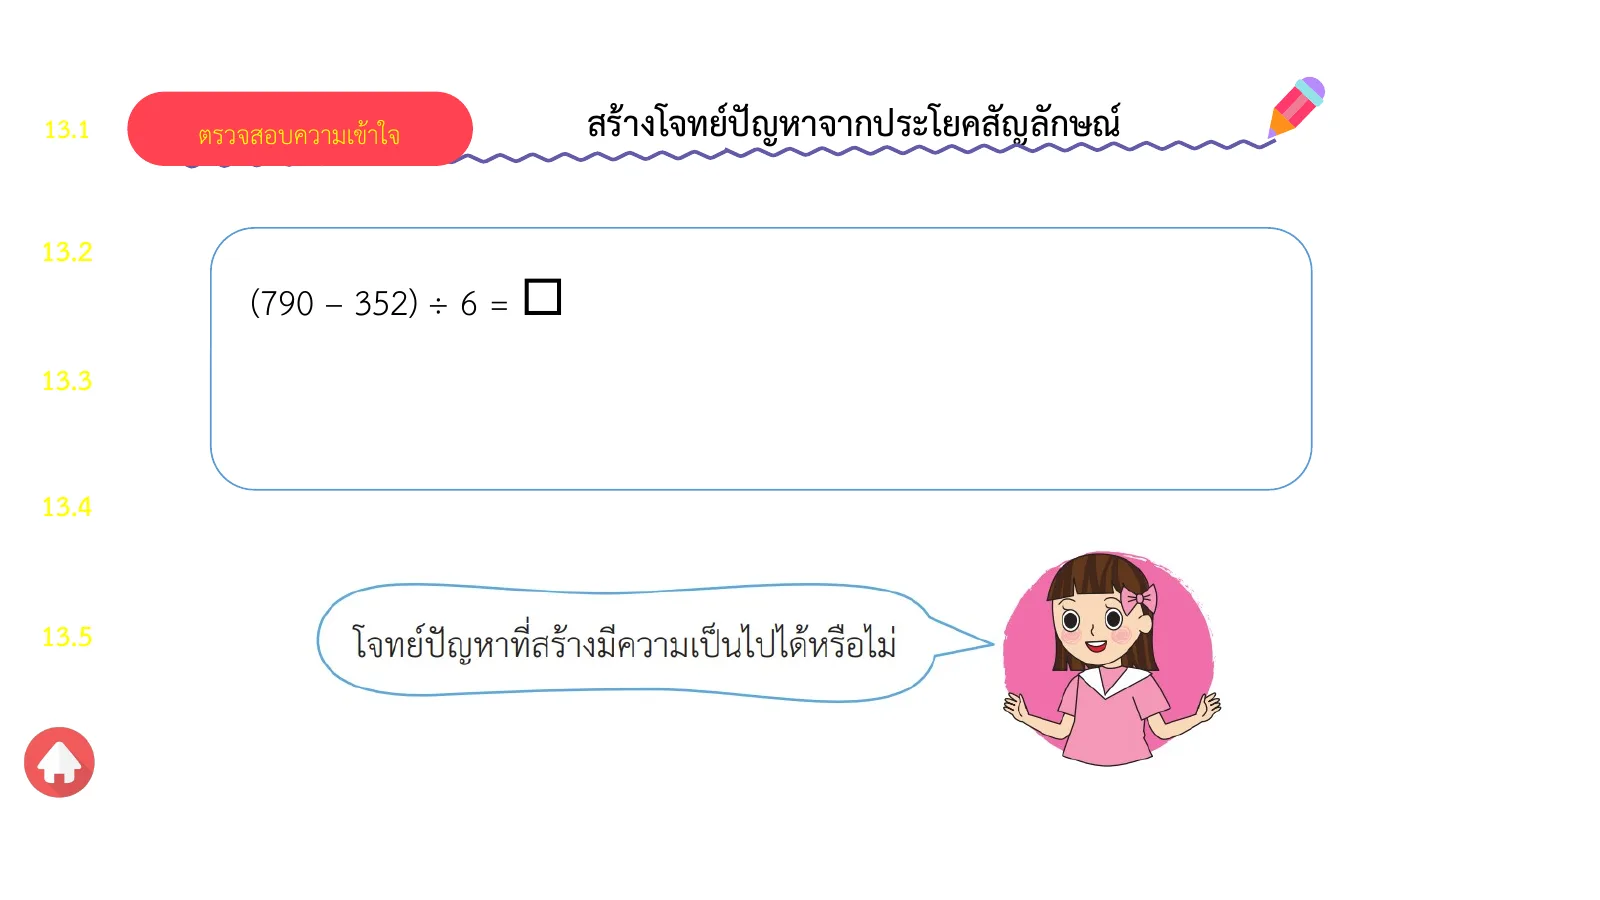 13.1
ตรวจสอบความเข้าใจ
สร้างโจทย์ปัญหาจากประโยคสัญลักษณ์
13.2
(790 – 352) ÷ 6 = □
13.3
13.4
13.5
โจทย์ปัญหาที่สร้างมีความเป็นไปได้หรือไม่